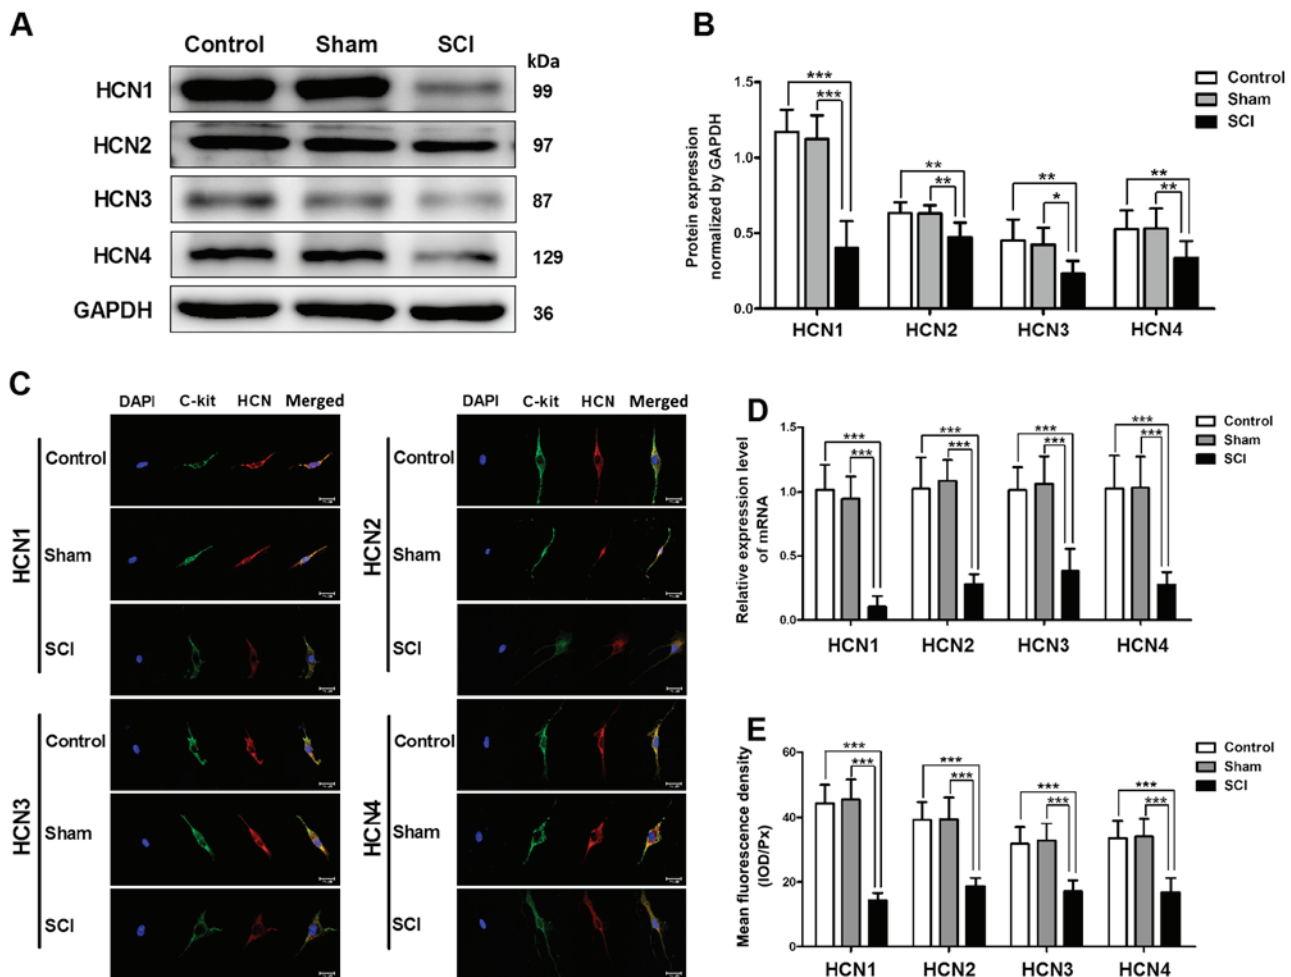 A
Control Sham SCI
kDa
HCN1 99
HCN2 97
HCN3 87
HCN4 129
GAPDH 36
B
Protein expression
normalized by GAPDH
1.5
1.0
0.5
0.0
*** ***
** **
** *
** **
HCN1 HCN2 HCN3 HCN4
Control
Sham
SCI
C
DAPI C-kit HCN Merged
HCN1
Control
Sham
SCI
HCN3
Control
Sham
SCI
DAPI C-kit HCN Merged
HCN2
Control
Sham
SCI
HCN4
Control
Sham
SCI
D
Relative expression level
of mRNA
1.5
1.0
0.5
0.0
*** ***
*** ***
*** ***
*** ***
HCN1 HCN2 HCN3 HCN4
Control
Sham
SCI
E
Mean fluorescence density
(IOD/Px)
60
40
20
0
*** ***
*** ***
*** ***
*** ***
HCN1 HCN2 HCN3 HCN4
Control
Sham
SCI